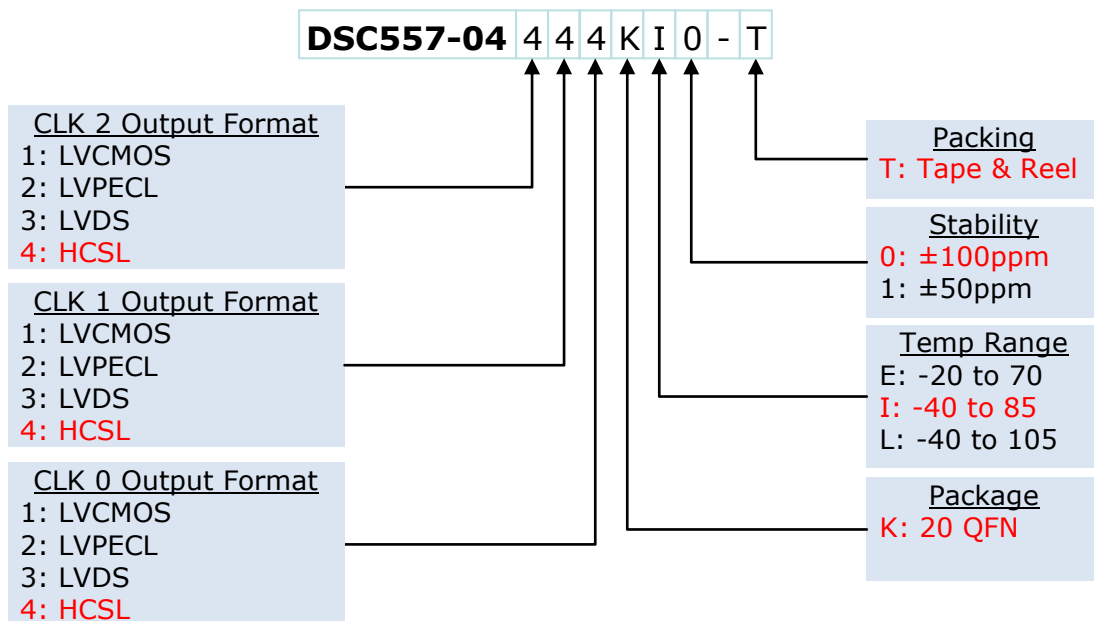 DSC557-04 4 4 4 K I 0 - T
CLK 2 Output Format
1: LVCMOS
2: LVPECL
3: LVDS
4: HCSL
CLK 1 Output Format
1: LVCMOS
2: LVPECL
3: LVDS
4: HCSL
CLK 0 Output Format
1: LVCMOS
2: LVPECL
3: LVDS
4: HCSL
Packing
T: Tape & Reel
Stability
0: ±100ppm
1: ±50ppm
Temp Range
E: -20 to 70
I: -40 to 85
L: -40 to 105
Package
K: 20 QFN